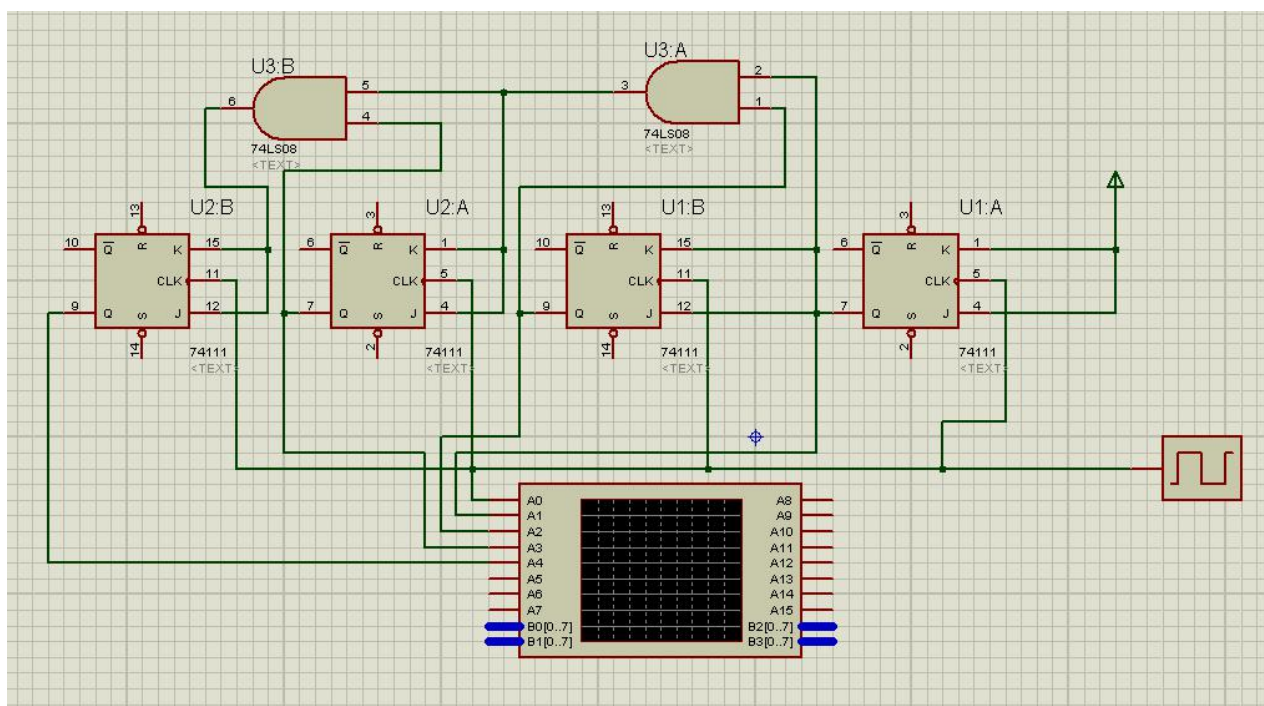 U3:B
U3:A
6
5
4
3
2
1
74LS08
<TEXT>
74LS08
<TEXT>
U2:B
U2:A
U1:B
U1:A
13
3
13
3
10
Q
R
K
15
6
Q
R
K
1
10
Q
R
K
15
6
Q
R
K
1
CLK
11
CLK
5
CLK
11
CLK
5
9
Q
S
J
12
7
Q
S
J
4
9
Q
S
J
12
7
Q
S
J
4
14
2
14
2
74111
<TEXT>
74111
<TEXT>
74111
<TEXT>
74111
<TEXT>
A0
A8
A1
A9
A2
A10
A3
A11
A4
A12
A5
A13
A6
A14
A7
A15
B0[0..7]
B2[0..7]
B1[0..7]
B3[0..7]